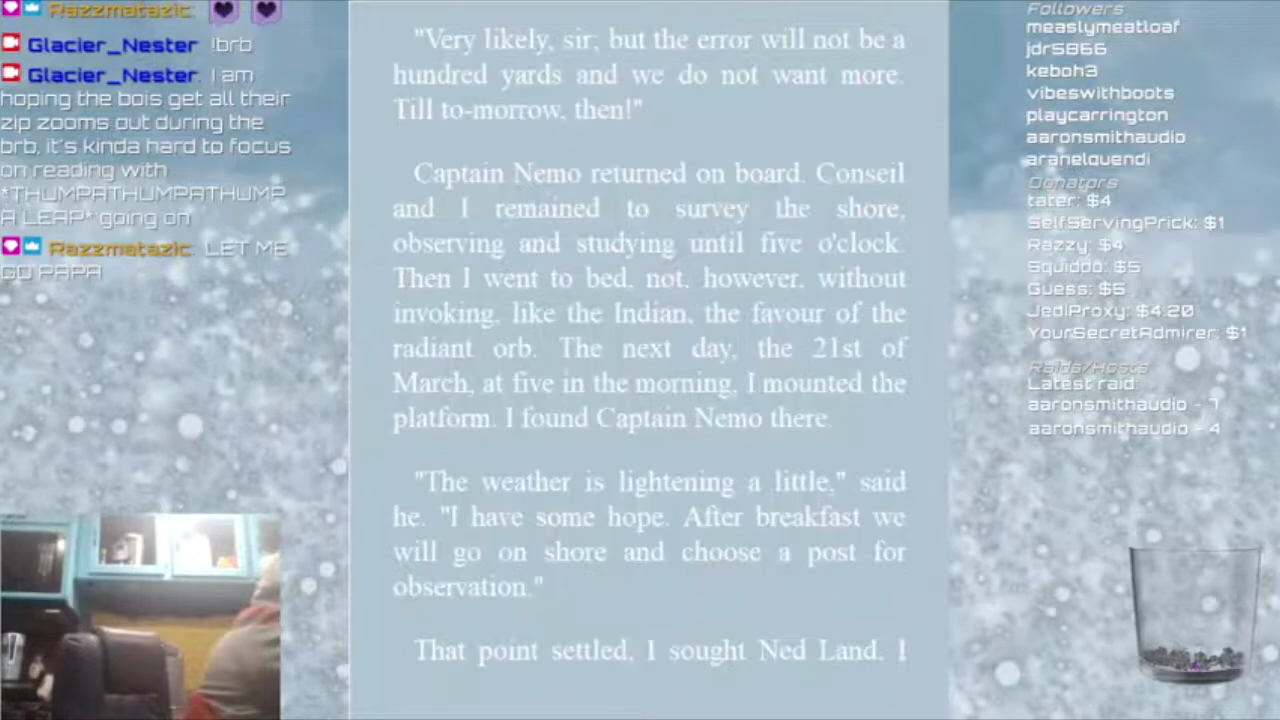 Razzmatazic:
Glacier_Nester: !brb
Glacier_Nester: I am
hoping the bois get all their
zip zooms out during the
brb, it's kinda hard to focus
on reading with
*THUMPATHUMPATHUMP
A LEAP* going on
Razzmatazic: LET ME
GO PAPA
"Very likely, sir; but the error will not be a
hundred yards and we do not want more.
Till to-morrow, then!"
Captain Nemo returned on board. Conseil
and I remained to survey the shore,
observing and studying until five o'clock.
Then I went to bed, not, however, without
invoking, like the Indian, the favour of the
radiant orb. The next day, the 21st of
March, at five in the morning, I mounted the
platform. I found Captain Nemo there.
"The weather is lightening a little," said
he. "I have some hope. After breakfast we
will go on shore and choose a post for
observation."
That point settled, I sought Ned Land. I
Followers
measlymeatloaf
jdr5866
keboh3
vibeswithboots
playcarrington
aaronsmithaudio
aranelquendi
Donators
tater: $4
SelfServingPrick: $1
Razzy: $4
Squiddo: $5
Guess: $5
JediProxy: $4.20
YourSecretAdmirer: $1
Raids/Hosts
Latest raid:
aaronsmithaudio - 7
aaronsmithaudio - 4